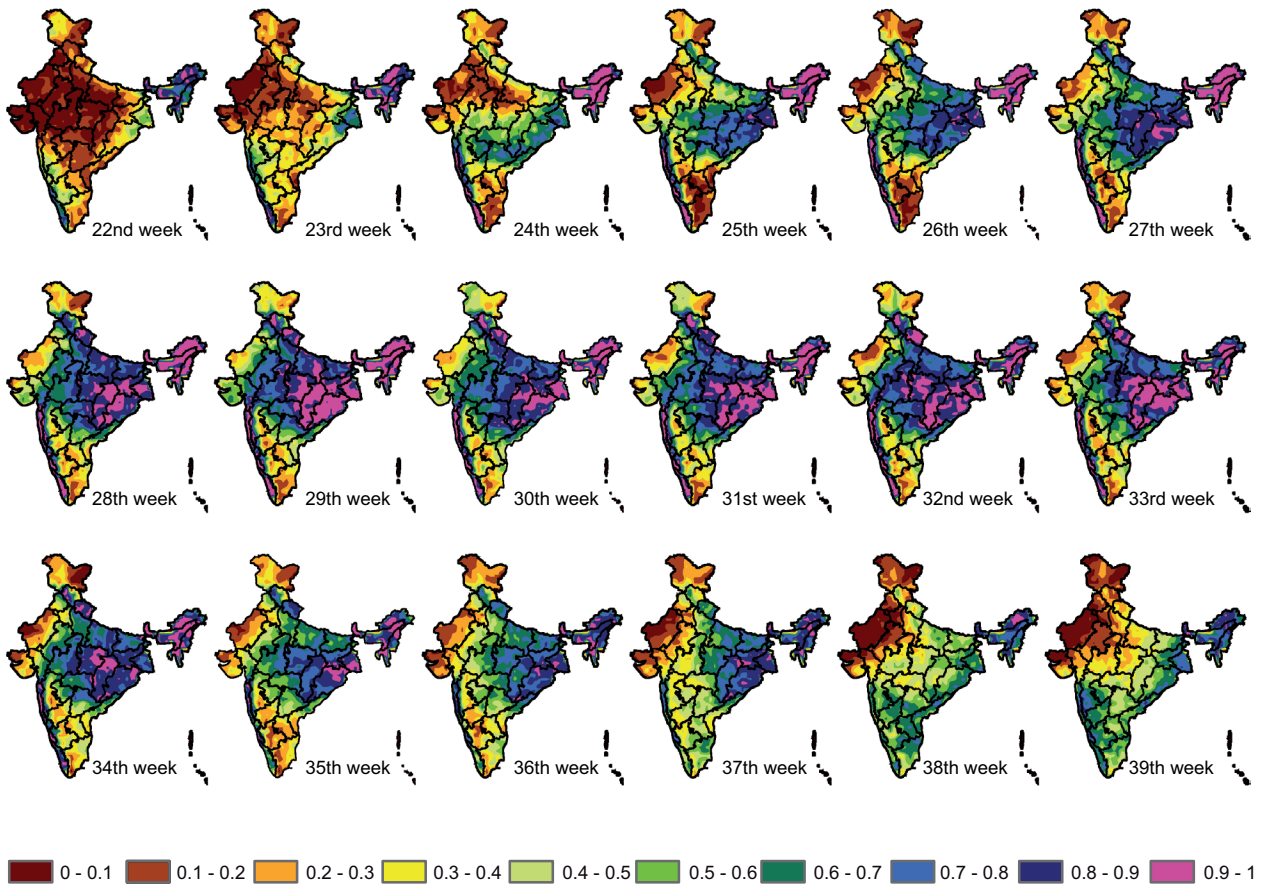 22nd week 23rd week 24th week 25th week 26th week 27th week
28th week 29th week 30th week 31st week 32nd week 33rd week
34th week 35th week 36th week 37th week 38th week 39th week
0 - 0.1 0.1 - 0.2 0.2 - 0.3 0.3 - 0.4 0.4 - 0.5 0.5 - 0.6 0.6 - 0.7 0.7 - 0.8 0.8 - 0.9 0.9 - 1